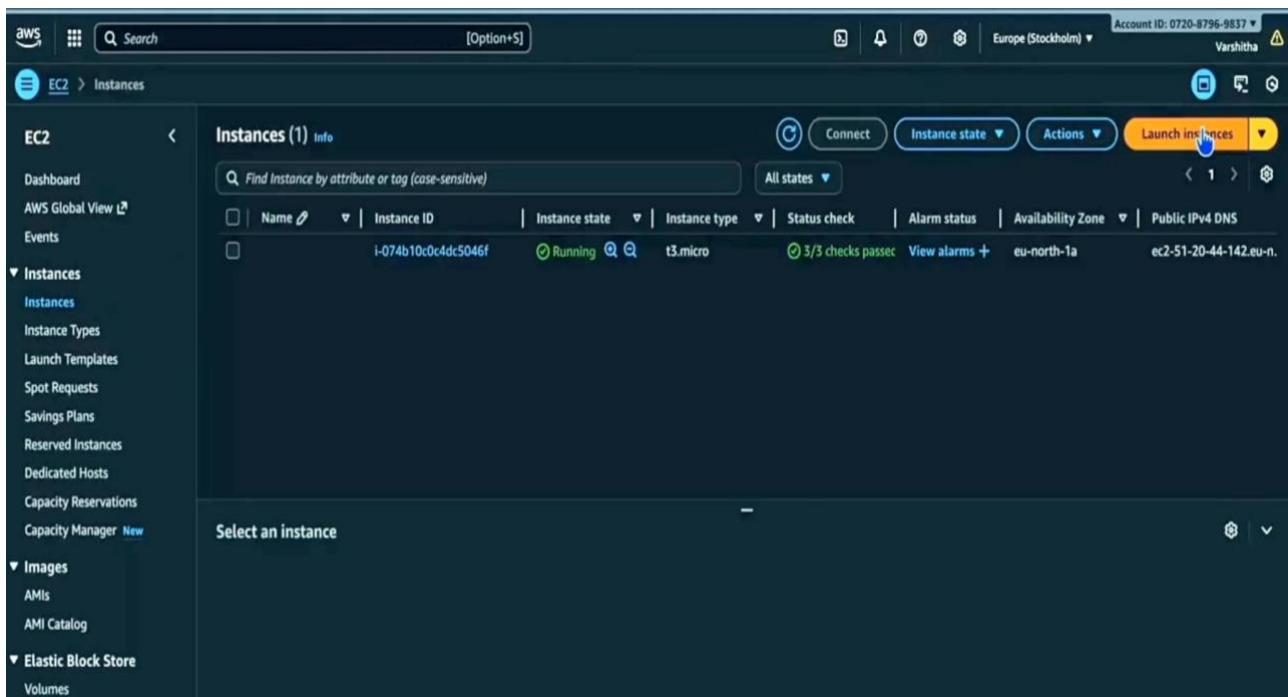 aws Search [Option+S] Europe (Stockholm) Account ID: 0720-8796-9837
Varshitha
EC2 > Instances
EC2
Dashboard
AWS Global View
Events
Instances
Instances
Instance Types
Launch Templates
Spot Requests
Savings Plans
Reserved Instances
Dedicated Hosts
Capacity Reservations
Capacity Manager New
Images
AMIs
AMI Catalog
Elastic Block Store
Volumes
Instances (1) Info Connect Instance state Actions Launch instances
Find Instance by attribute or tag (case-sensitive) All states 1
Name Instance ID Instance state Instance type Status check Alarm status Availability Zone Public IPv4 DNS
i-074b10c0c4dc5046f Running t3.micro 3/3 checks passec View alarms + eu-north-1a ec2-51-20-44-142.eu-n.
Select an instance